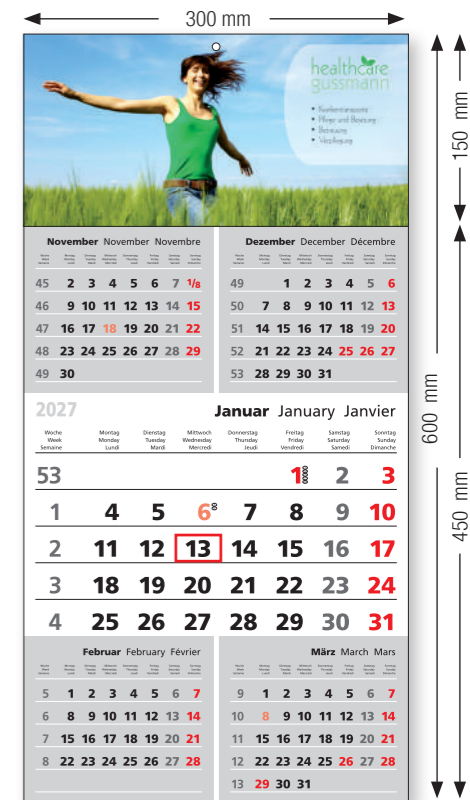 300 mm
healthcare
gussmann
• Krankentransporte
• Pflege und Beratung
• Betreuung
• Verpflegung
150 mm
600 mm
450 mm
November November Novembre
45 2 3 4 5 6 7 1/8
46 9 10 11 12 13 14 15
47 16 17 18 19 20 21 22
48 23 24 25 26 27 28 29
49 30
Dezember December Décembre
49 1 2 3 4 5 6
50 7 8 9 10 11 12 13
51 14 15 16 17 18 19 20
52 21 22 23 24 25 26 27
53 28 29 30 31
2027 Januar January Janvier
Woche Montag Dienstag Mittwoch Donnerstag Freitag Samstag Sonntag
Week Monday Tuesday Wednesday Thursday Friday Saturday Sunday
Semaine Lundi Mardi Mercredi Jeudi Vendredi Samedi Dimanche
53 1 2 3
1 4 5 6 7 8 9 10
2 11 12 13 14 15 16 17
3 18 19 20 21 22 23 24
4 25 26 27 28 29 30 31
Februar February Février
5 1 2 3 4 5 6 7
6 8 9 10 11 12 13 14
7 15 16 17 18 19 20 21
8 22 23 24 25 26 27 28
März March Mars
9 1 2 3 4 5 6 7
10 8 9 10 11 12 13 14
11 15 16 17 18 19 20 21
12 22 23 24 25 26 27 28
13 29 30 31